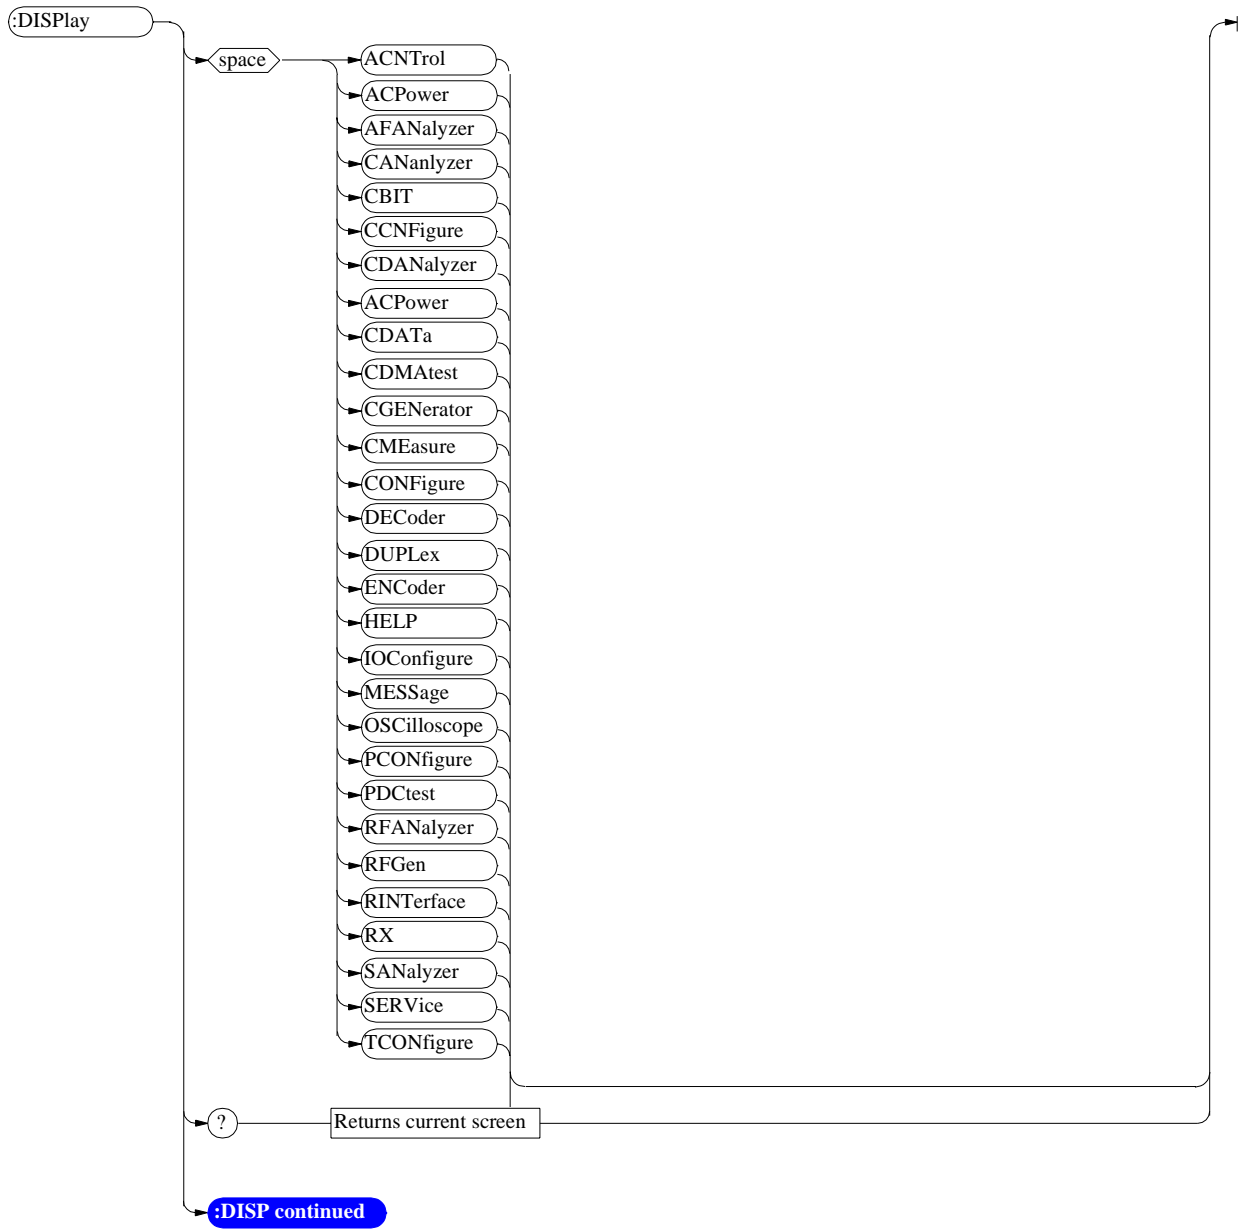 :DISPlay
space
ACNTrol
ACPower
AFANalyzer
CANanlyzer
CBIT
CCNFigure
CDANalyzer
ACPower
CDATa
CDMAtest
CGENerator
CMEasure
CONFigure
DECoder
DUPLex
ENCoder
HELP
IOConfigure
MESSage
OSCilloscope
PCONfigure
PDCtest
RFANalyzer
RFGen
RINTerface
RX
SANalyzer
SERVice
TCONfigure
? Returns current screen
:DISP continued